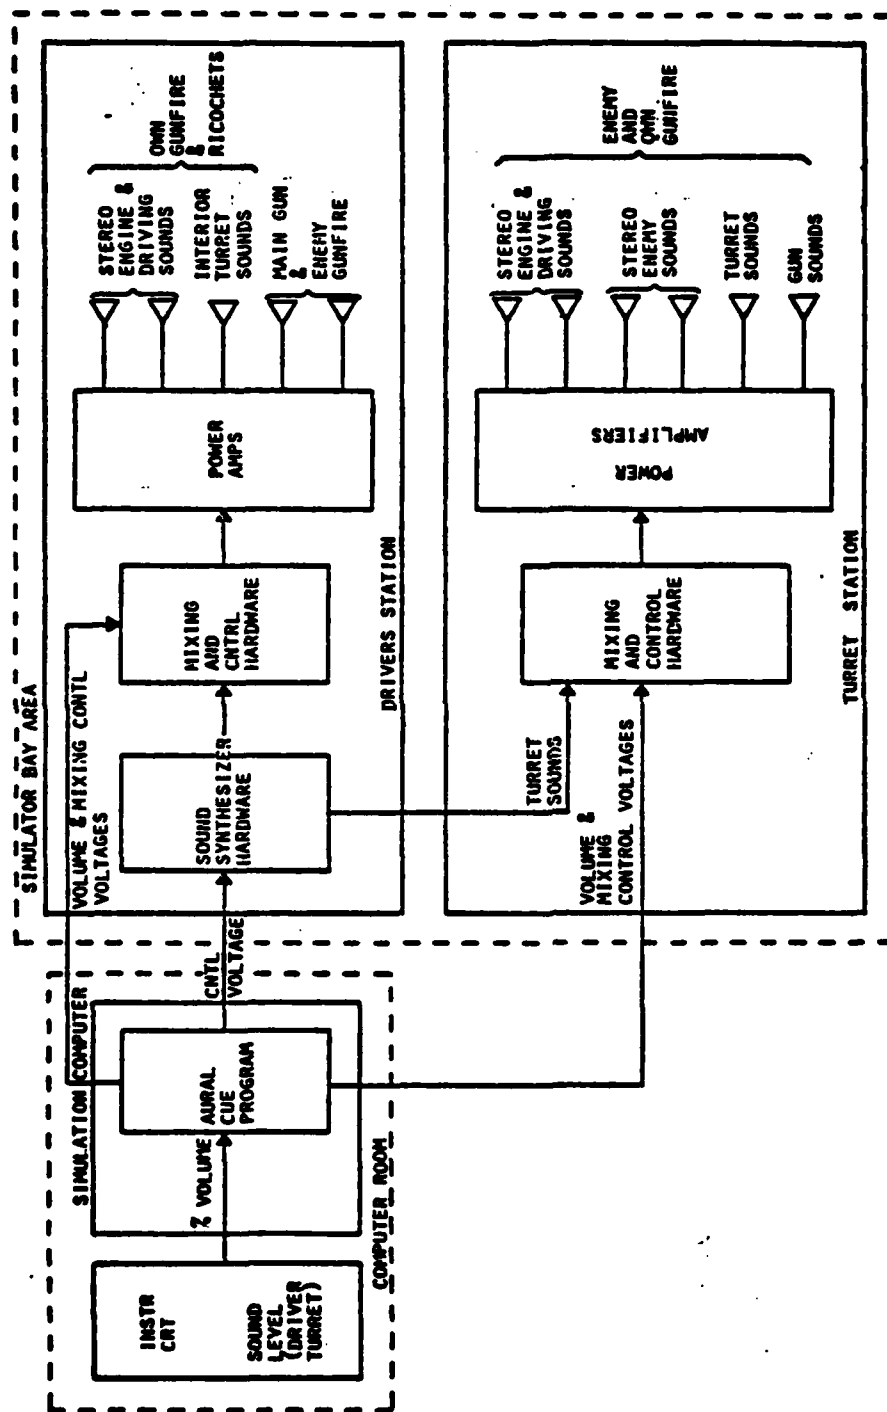 SIMULATOR BAY AREA
VOLUME & MIXING CONTL
VOLTAGES
SOUND
SYNTHESIZER
HARDWARE
MIXING
AND
CNTRL
HARDWARE
POWER
AMPS
STEREO
ENGINE &
DRIVING
SOUNDS
INTERIOR
TURRET
SOUNDS
MAIN GUN
&
ENEMY
GUNFIRE
OWN
GUNFIRE
&
RICOCHETS
DRIVERS STATION
SIMULATION COMPUTER
CNTL
VOLTAGE
INSTR
CRT
SOUND
LEVEL
(DRIVER
TURRET)
% VOLUME
AURAL
CUE
PROGRAM
COMPUTER ROOM
TURRET
SOUNDS
VOLUME &
MIXING
CONTROL VOLTAGES
MIXING
AND
CONTROL
HARDWARE
POWER
AMPLIFIERS
STEREO
ENGINE &
DRIVING
SOUNDS
STEREO
ENEMY
SOUNDS
TURRET
SOUNDS
GUN
SOUNDS
ENEMY
AND
OWN
GUNFIRE
TURRET STATION